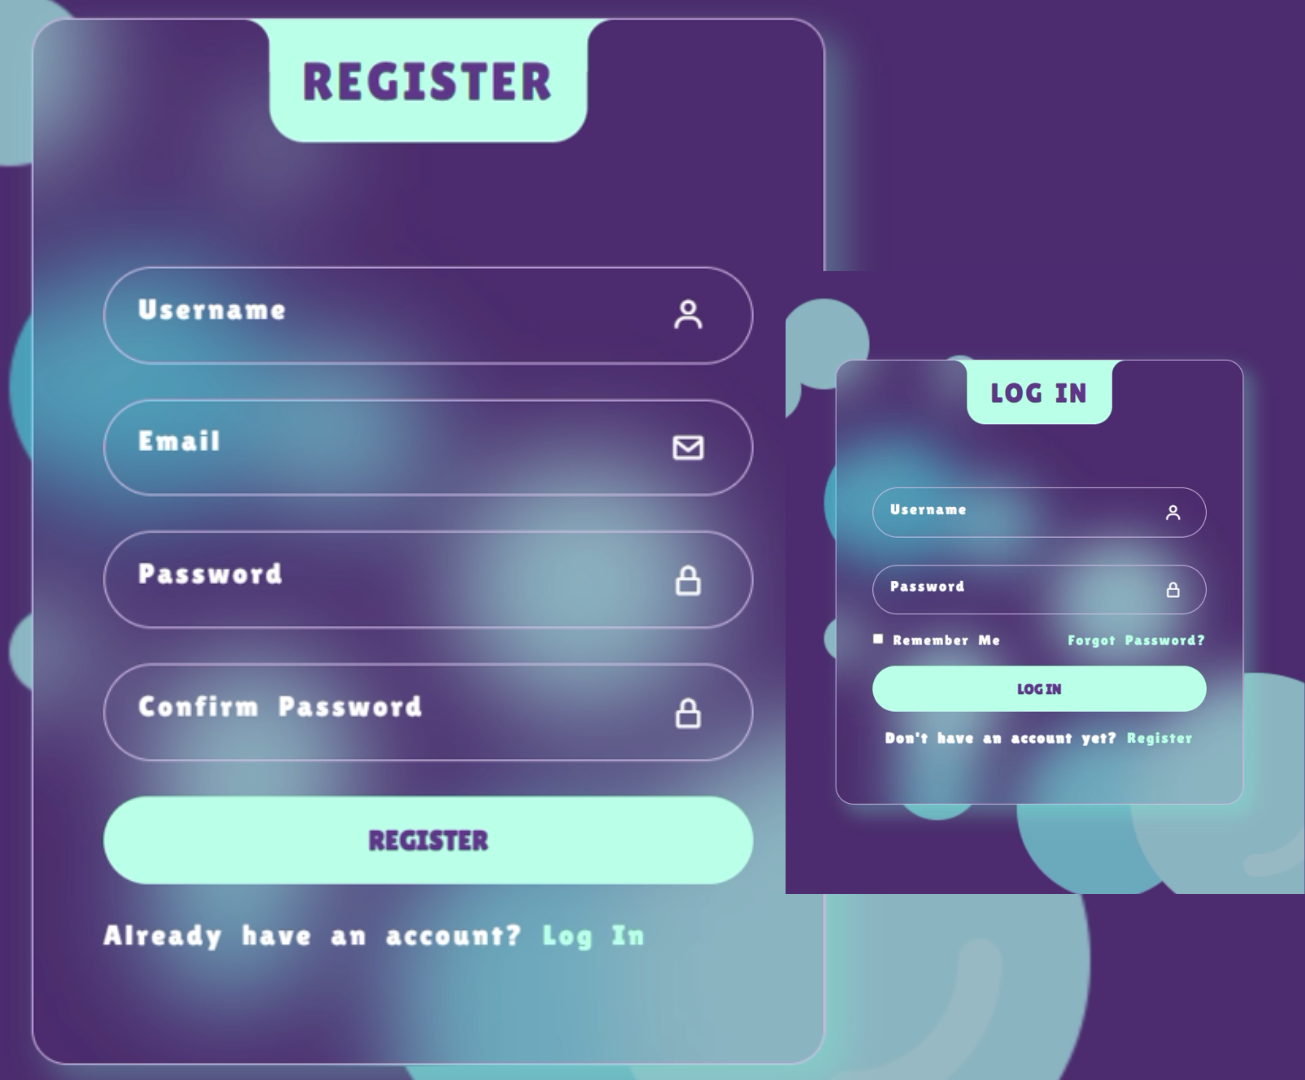 REGISTER
Username
Email
Password
Confirm Password
REGISTER
Already have an account? Log In
LOG IN
Username
Password
Remember Me Forgot Password?
LOG IN
Don't have an account yet? Register